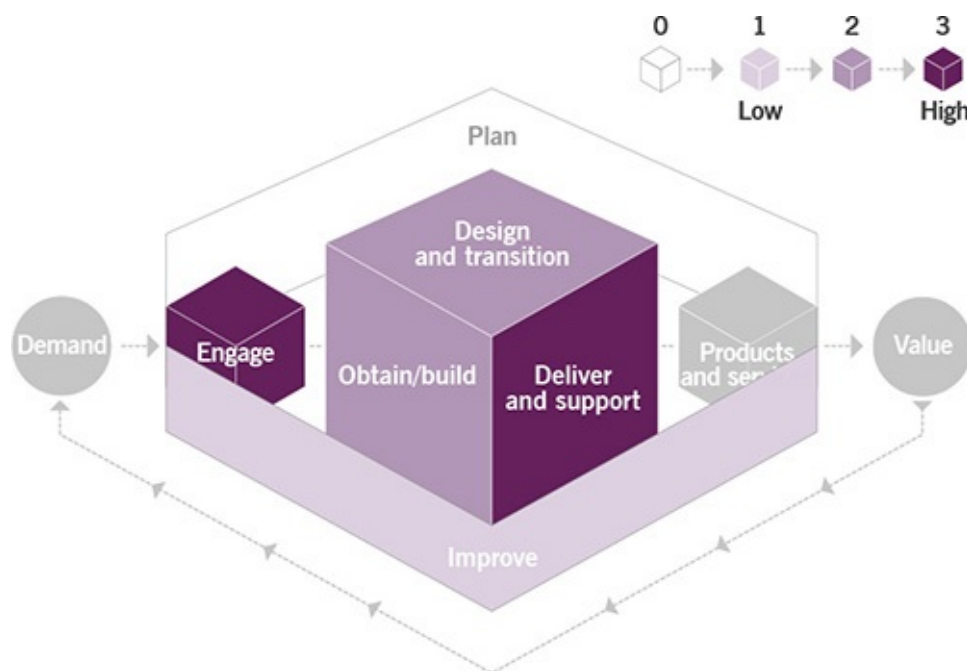 0 1 2 3
Low High
Plan
Design
and transition
Demand
Engage
Obtain/build
Deliver
and support
Products
and
Value
Improve